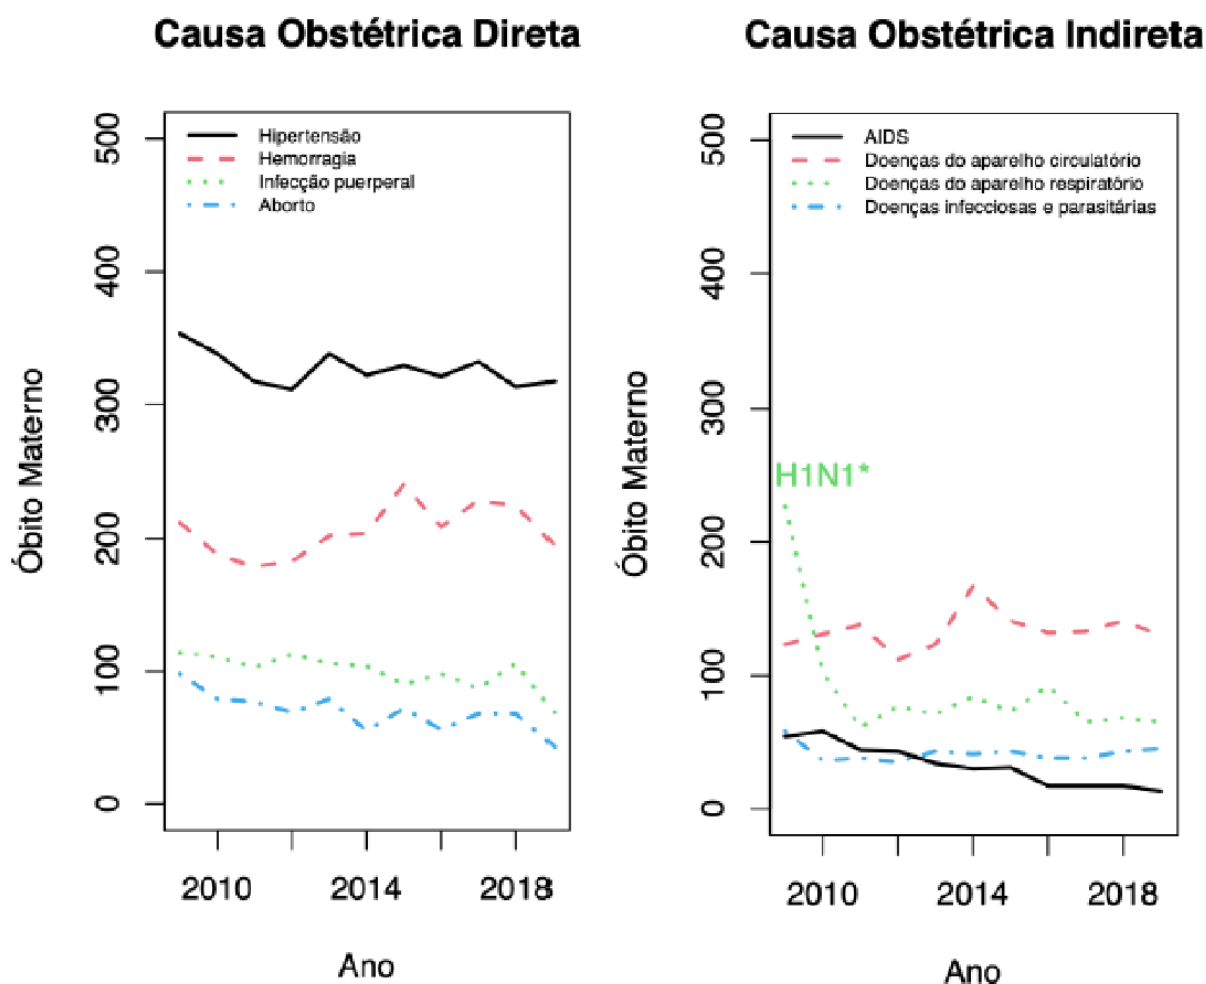 Causa Obstétrica Direta
Hipertensão
Hemorragia
Infecção puerperal
Aborto
500
400
300
200
100
0
Óbito Materno
2010
2014
2018
Ano
Causa Obstétrica Indireta
AIDS
Doenças do aparelho circulatório
Doenças do aparelho respiratório
Doenças infecciosas e parasitárias
H1N1*
500
400
300
200
100
0
Óbito Materno
2010
2014
2018
Ano